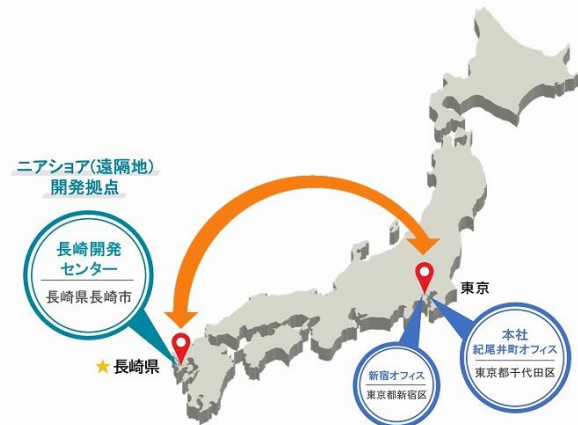 ニアショア(遠隔地)
開発拠点
長崎開発
センター
長崎県長崎市
★長崎県
東京
本社
紀尾井町オフィス
東京都千代田区
新宿オフィス
東京都新宿区